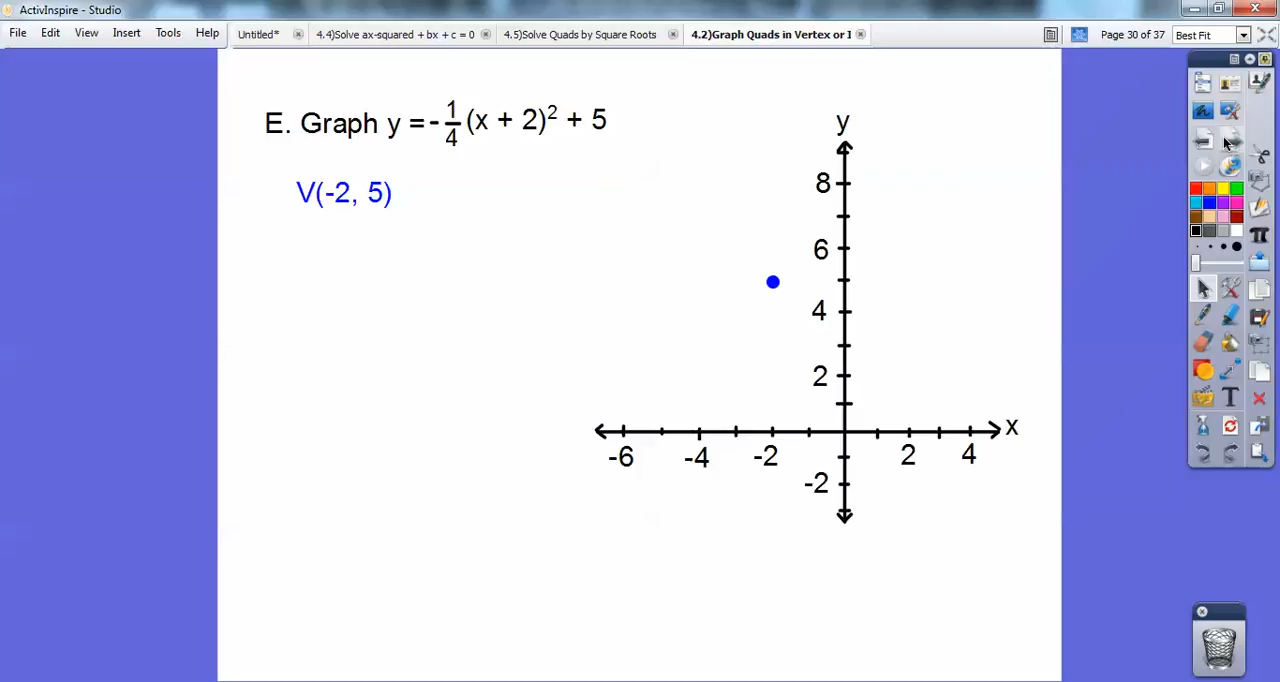 ActivInspire - Studio
File Edit View Insert Tools Help
Untitled* 4.4)Solve ax-squared + bx + c = 0 4.5)Solve Quads by Square Roots 4.2)Graph Quads in Vertex or I
Page 30 of 37 Best Fit
E. Graph y = -1/4 (x + 2)² + 5
V(-2, 5)
y
8
6
4
2
x
-6 -4 -2 2 4
-2